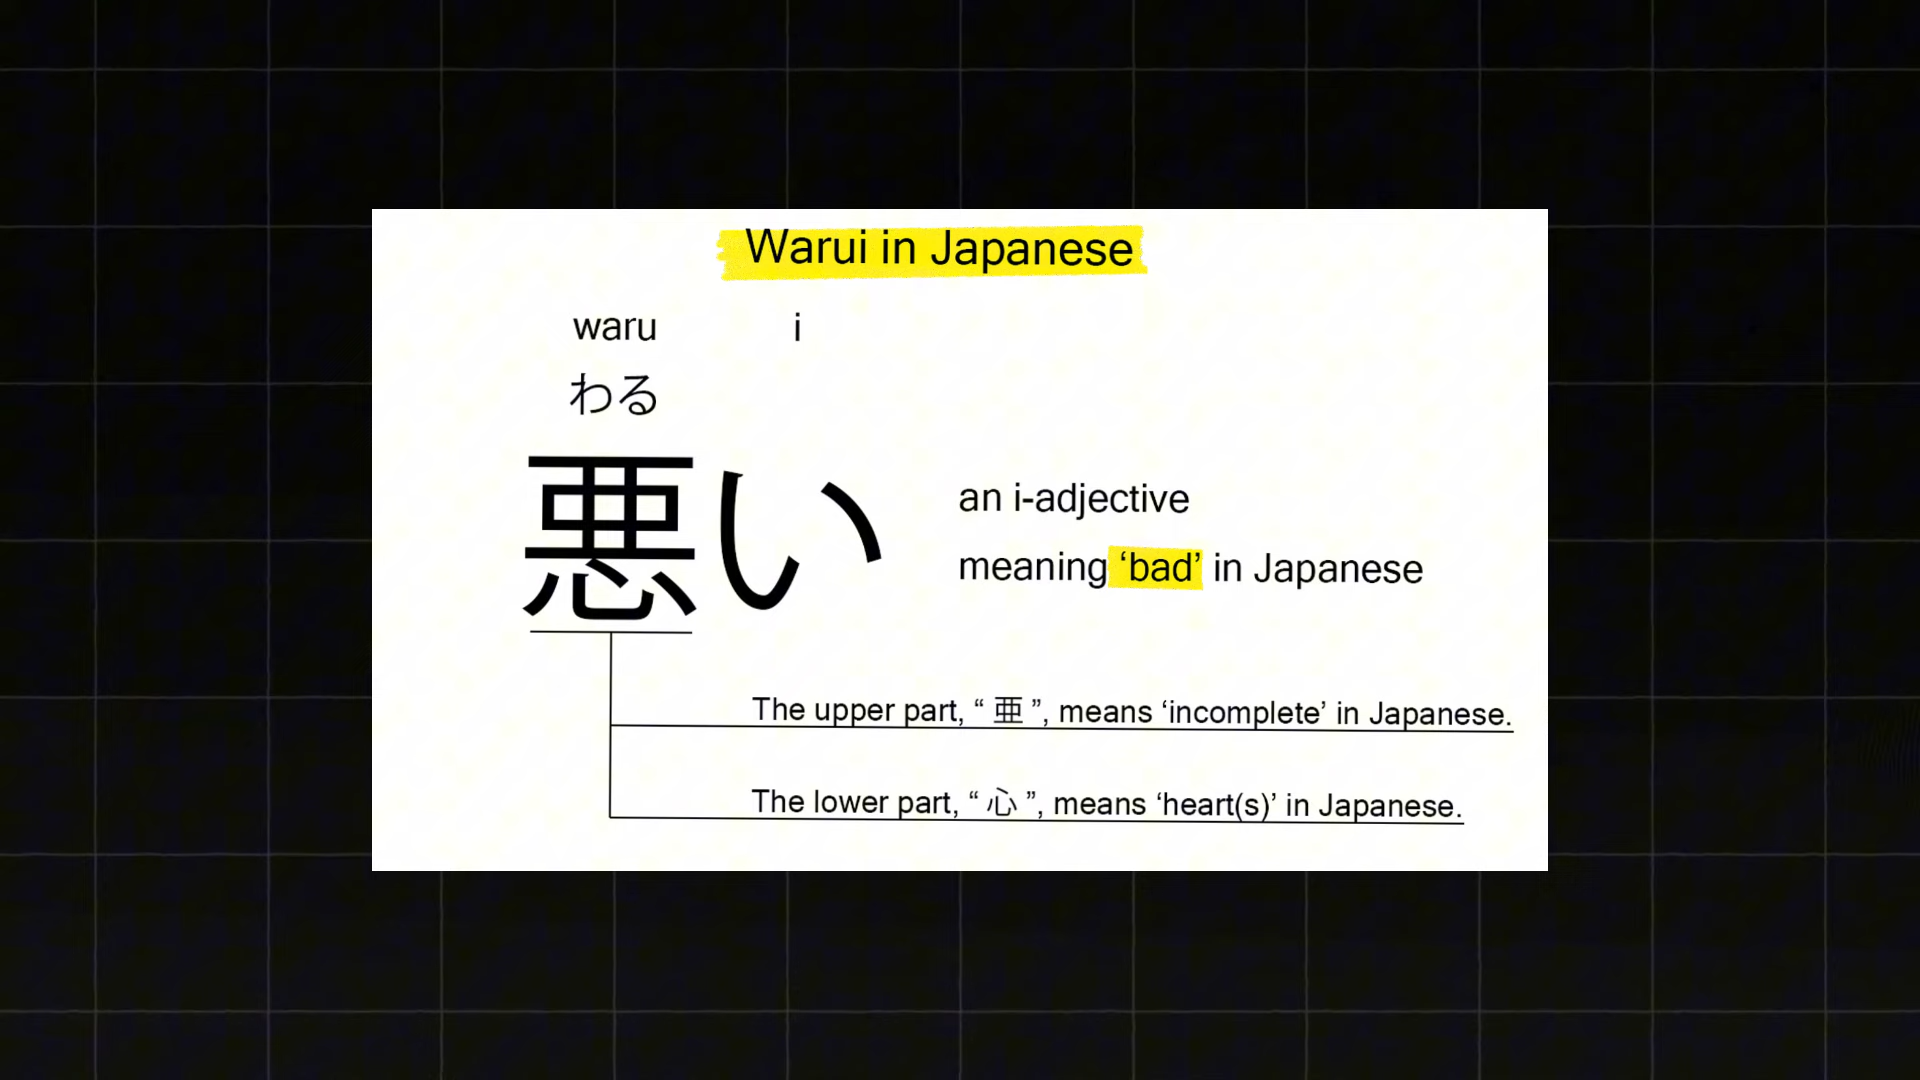 Warui in Japanese
waru i
わる
悪い
an i-adjective
meaning ‘bad’ in Japanese
The upper part, “ 亜 ”, means ‘incomplete’ in Japanese.
The lower part, “ 心 ”, means ‘heart(s)’ in Japanese.